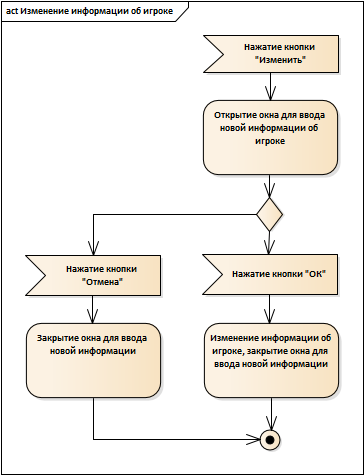 act Изменение информации об игроке
Нажатие кнопки
"Изменить"
Открытие окна для ввода
новой информации об
игроке
Нажатие кнопки
"Отмена"
Нажатие кнопки "ОК"
Закрытие окна для ввода
новой информации
Изменение информации об
игроке, закрытие окна для
ввода новой информации